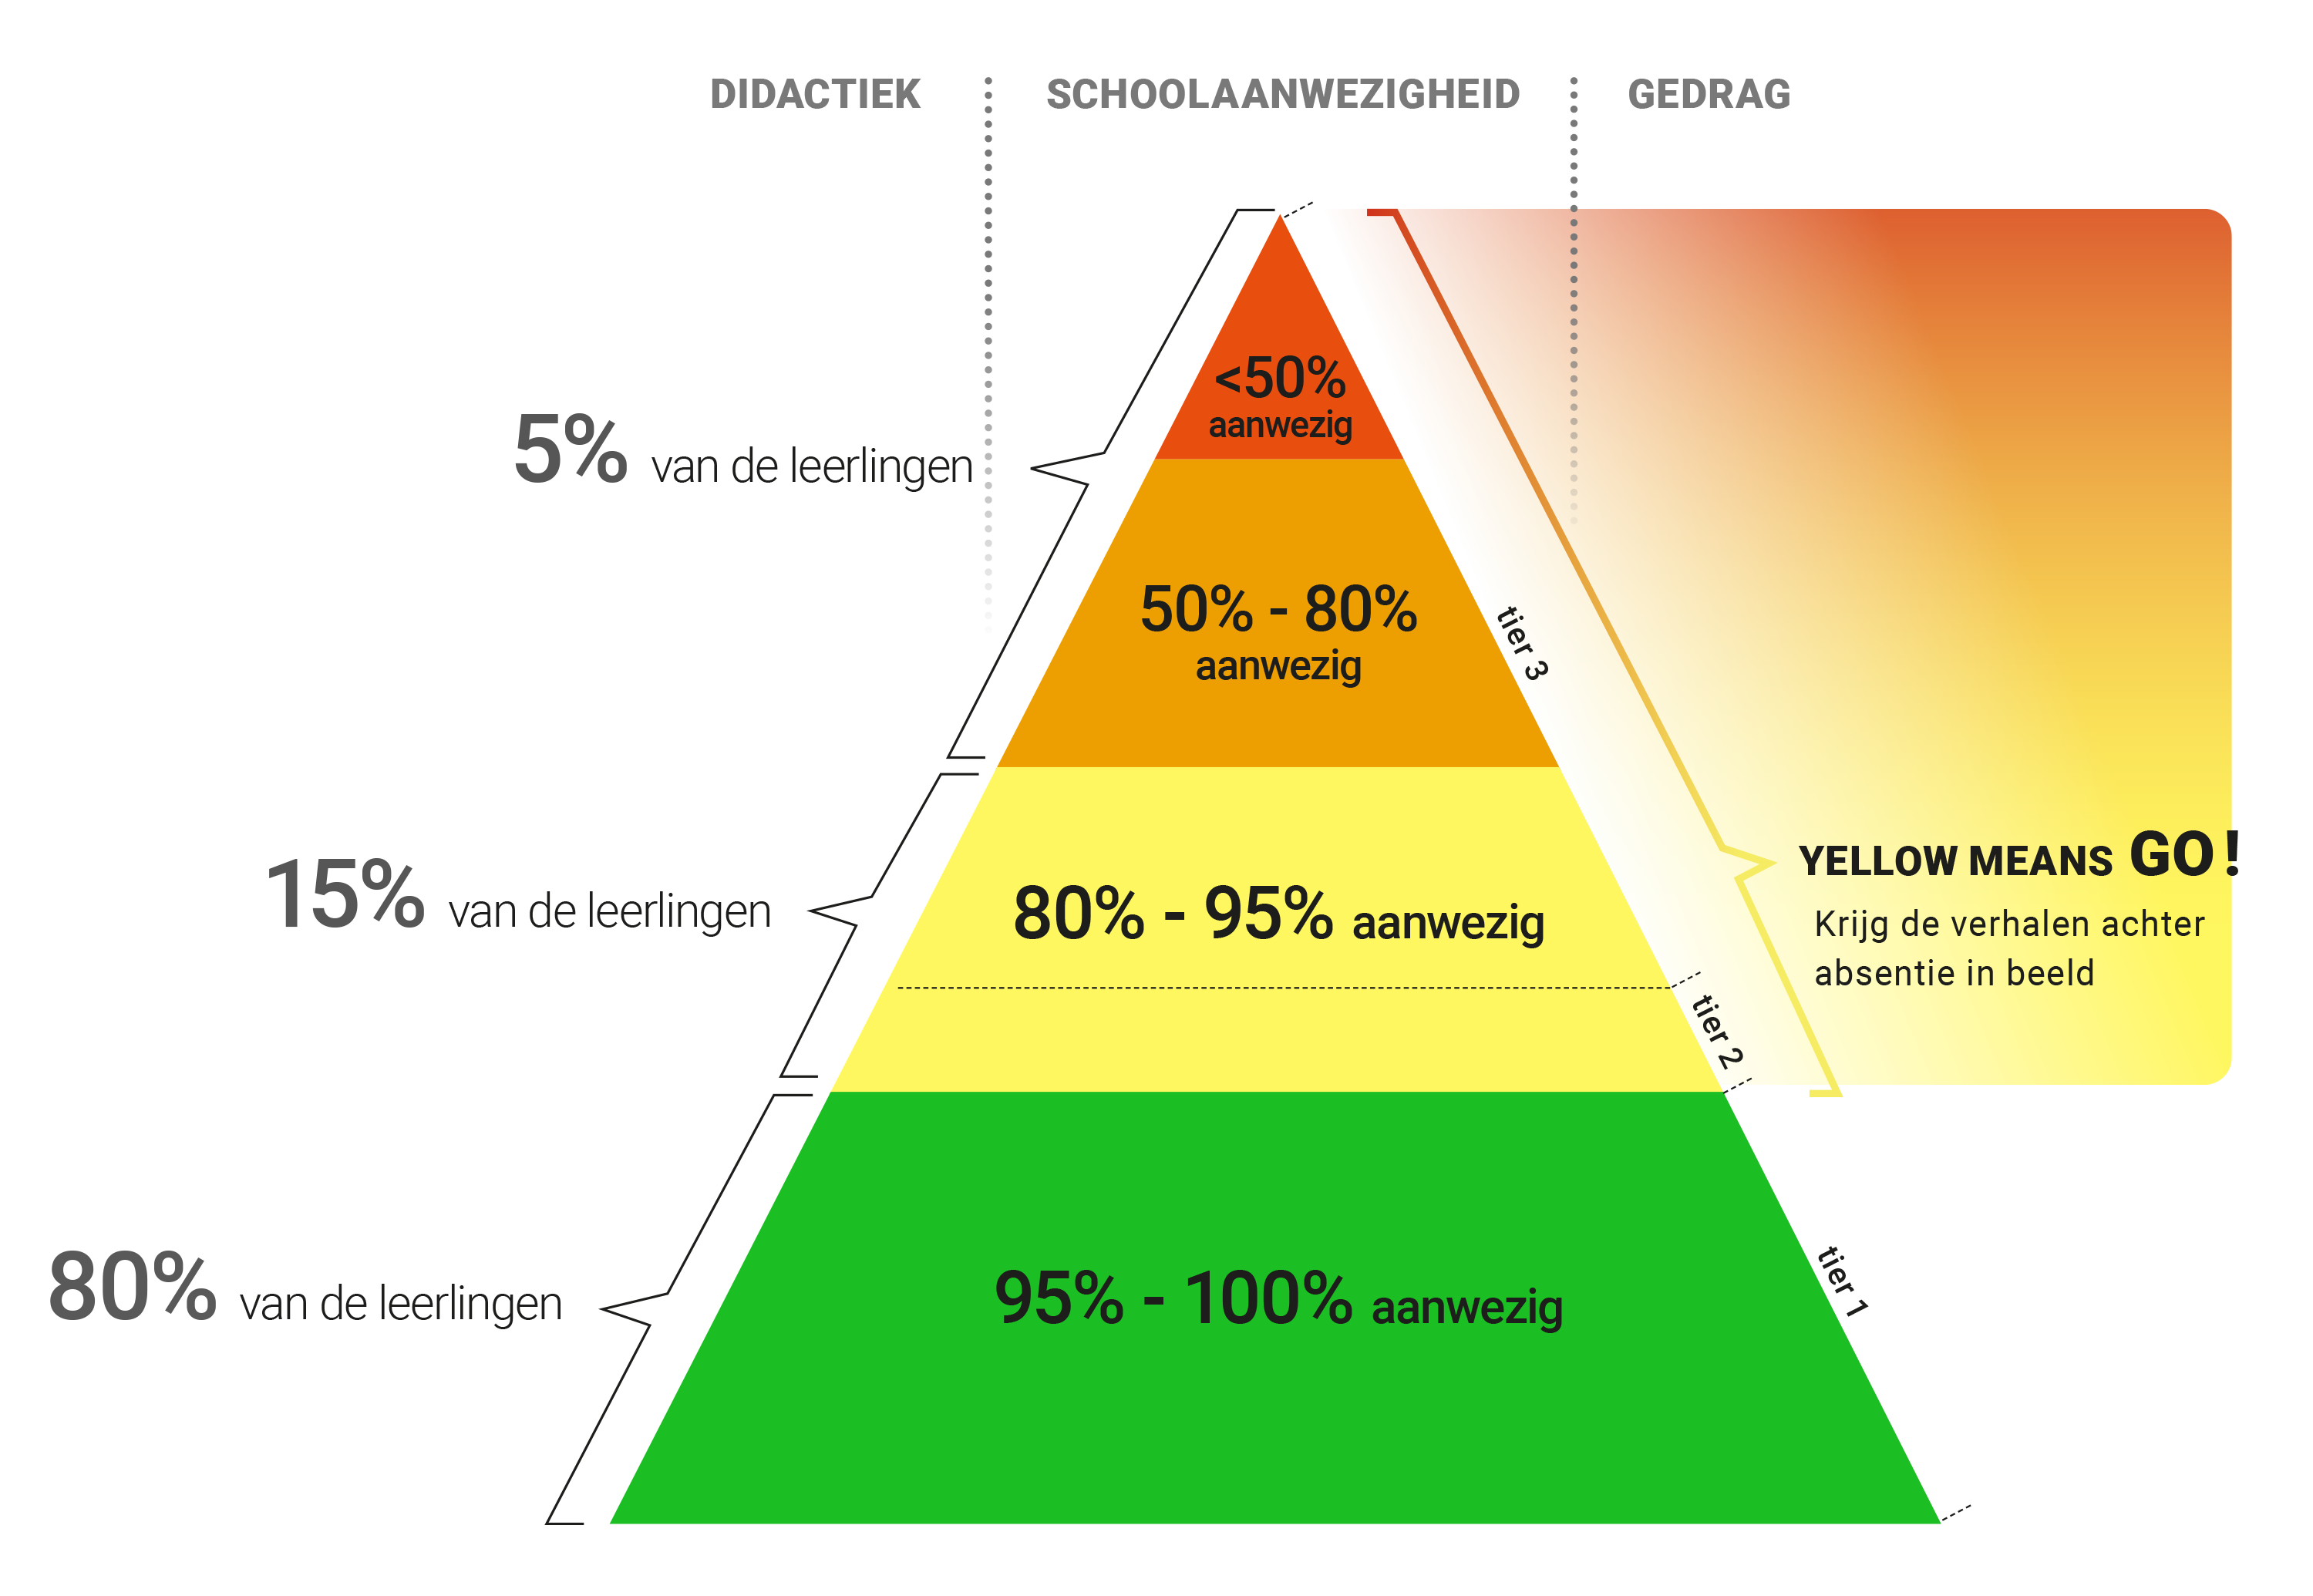 DIDACTIEK
SCHOOLAANWEZIGHEID
GEDRAG
<50%
aanwezig
5% van de leerlingen
50% - 80%
aanwezig
tier 3
YELLOW MEANS GO!
Krijg de verhalen achter
absentie in beeld
15% van de leerlingen
80% - 95% aanwezig
tier 2
80% van de leerlingen
95% - 100% aanwezig
tier 1